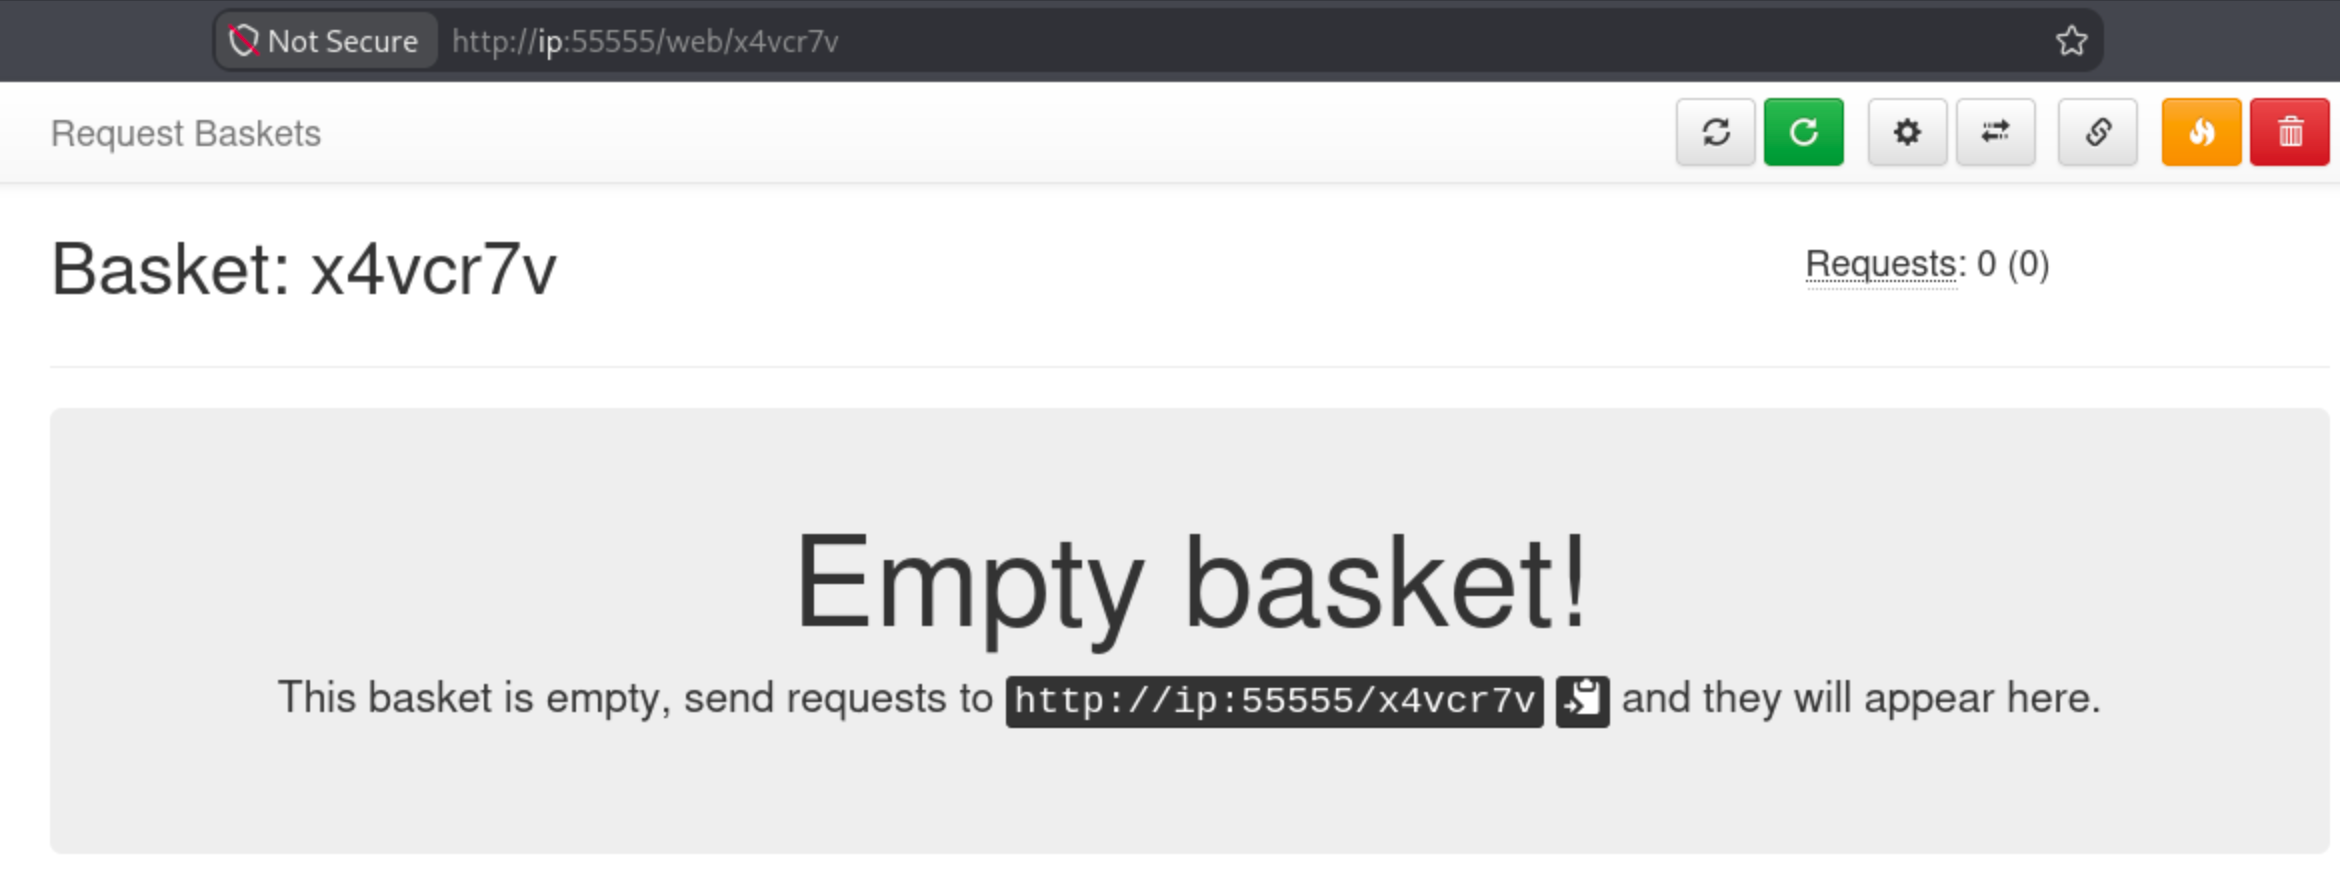 Not Secure http://ip:55555/web/x4vcr7v
Request Baskets
Basket: x4vcr7v
Requests: 0 (0)
Empty basket!
This basket is empty, send requests to http://ip:55555/x4vcr7v and they will appear here.